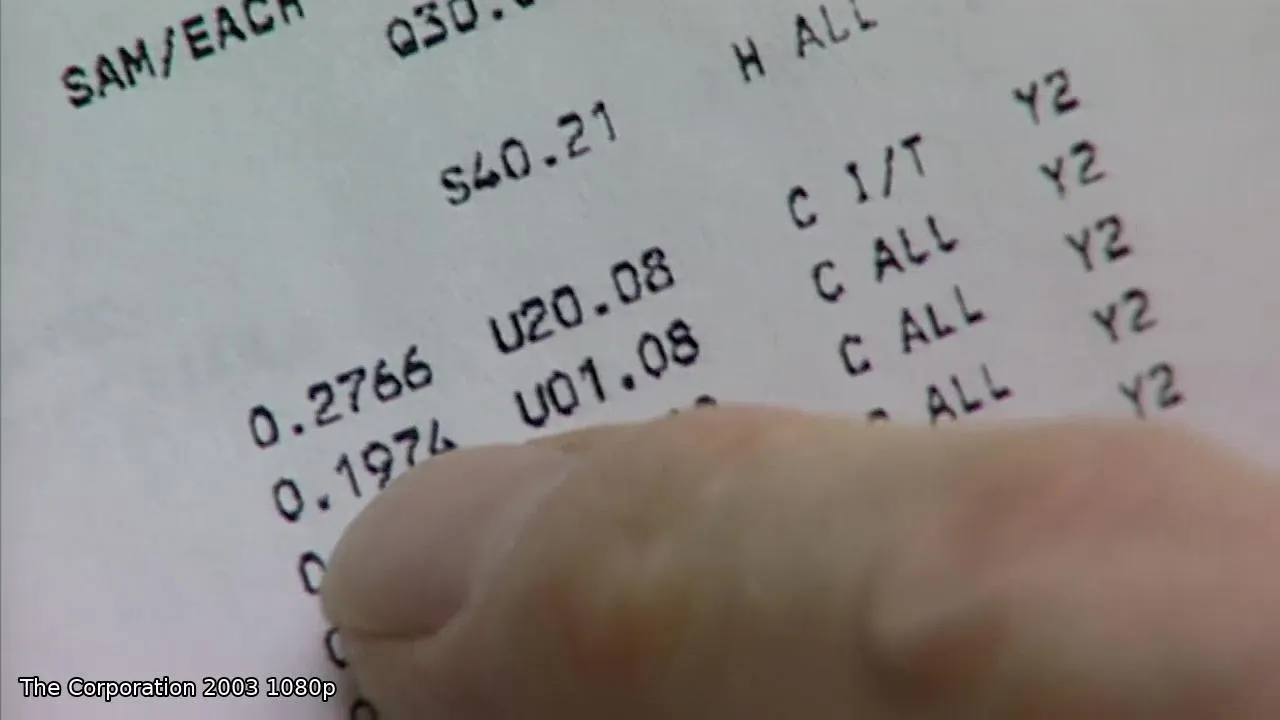 SAM/EACH
H ALL
S40.21
C I/T Y2
0.2766 U20.08 C ALL Y2
0.1974 U01.08 C ALL Y2
ALL Y2
Y2
The Corporation 2003 1080p